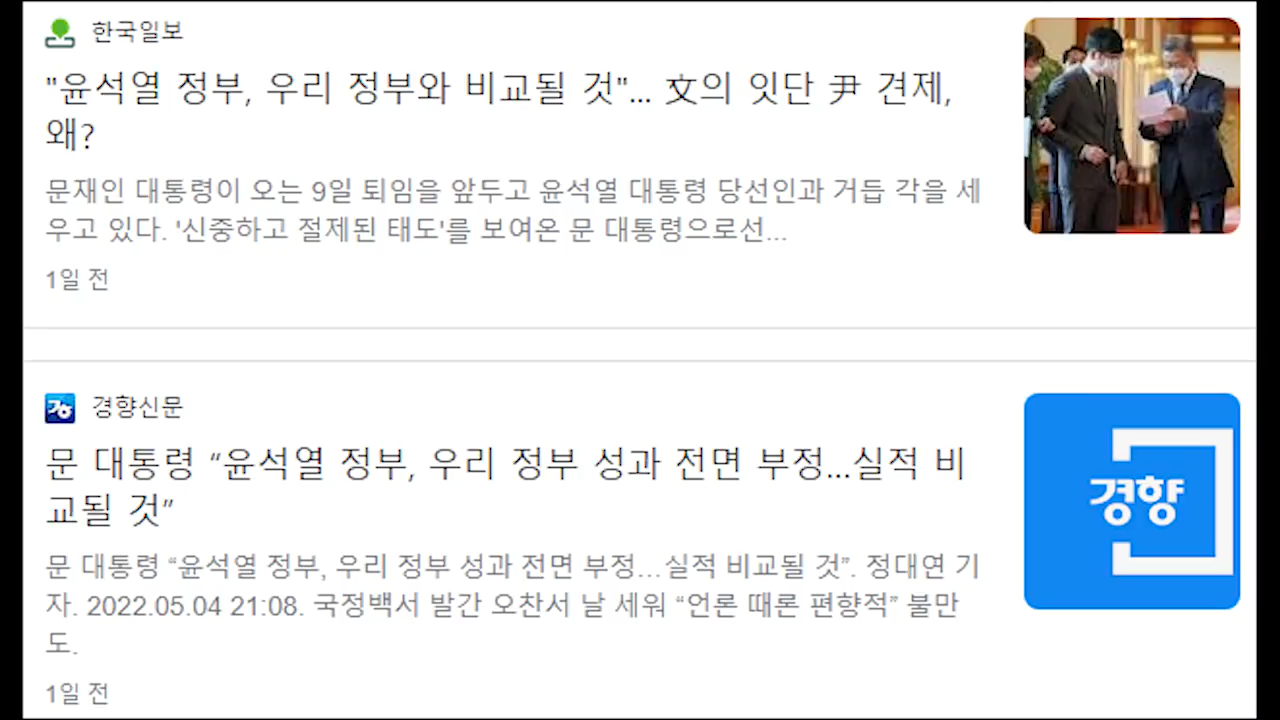 한국일보
"윤석열 정부, 우리 정부와 비교될 것"... 文의 잇단 尹 견제,
왜?
문재인 대통령이 오는 9일 퇴임을 앞두고 윤석열 대통령 당선인과 거듭 각을 세
우고 있다. '신중하고 절제된 태도'를 보여온 문 대통령으로선...
1일 전
경향신문
문 대통령 “윤석열 정부, 우리 정부 성과 전면 부정...실적 비
교될 것”
문 대통령 “윤석열 정부, 우리 정부 성과 전면 부정...실적 비교될 것”. 정대연 기
자. 2022.05.04 21:08. 국정백서 발간 오찬서 날 세워 “언론 때론 편향적” 불만
도.
1일 전
경향